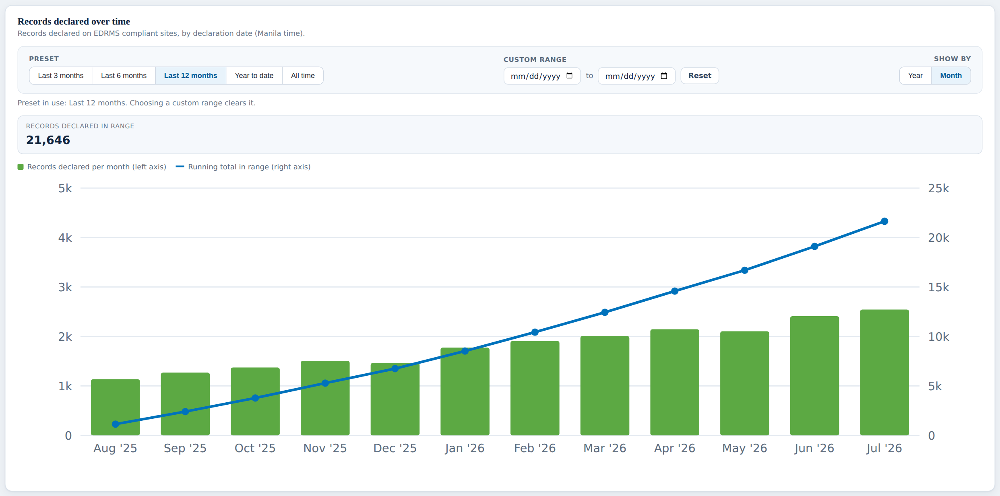 Records declared over time
Records declared on EDRMS compliant sites, by declaration date (Manila time).
PRESET
Last 3 months Last 6 months Last 12 months Year to date All time
CUSTOM RANGE
mm/dd/yyyy to mm/dd/yyyy Reset
SHOW BY
Year Month
Preset in use: Last 12 months. Choosing a custom range clears it.
RECORDS DECLARED IN RANGE
21,646
Records declared per month (left axis) Running total in range (right axis)
5k 25k
4k 20k
3k 15k
2k 10k
1k 5k
0 0
Aug '25 Sep '25 Oct '25 Nov '25 Dec '25 Jan '26 Feb '26 Mar '26 Apr '26 May '26 Jun '26 Jul '26